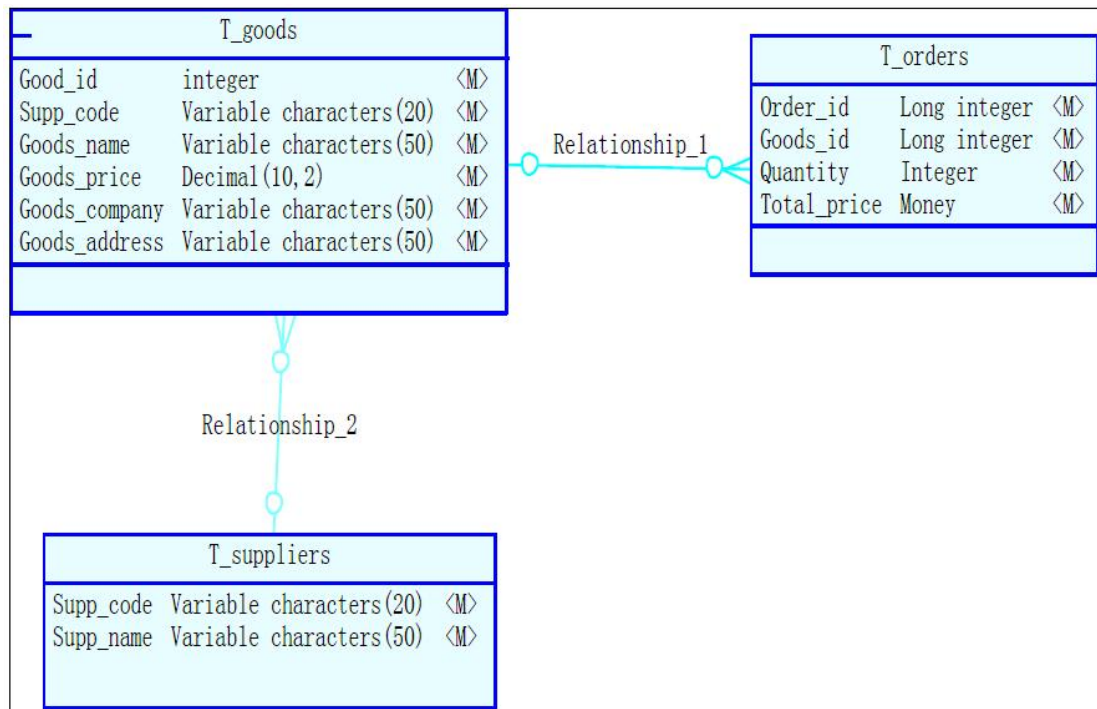 T_goods
Good_id integer <M>
Supp_code Variable characters(20) <M>
Goods_name Variable characters(50) <M>
Goods_price Decimal(10,2) <M>
Goods_company Variable characters(50) <M>
Goods_address Variable characters(50) <M>
Relationship_1
T_orders
Order_id Long integer <M>
Goods_id Long integer <M>
Quantity Integer <M>
Total_price Money <M>
Relationship_2
T_suppliers
Supp_code Variable characters(20) <M>
Supp_name Variable characters(50) <M>